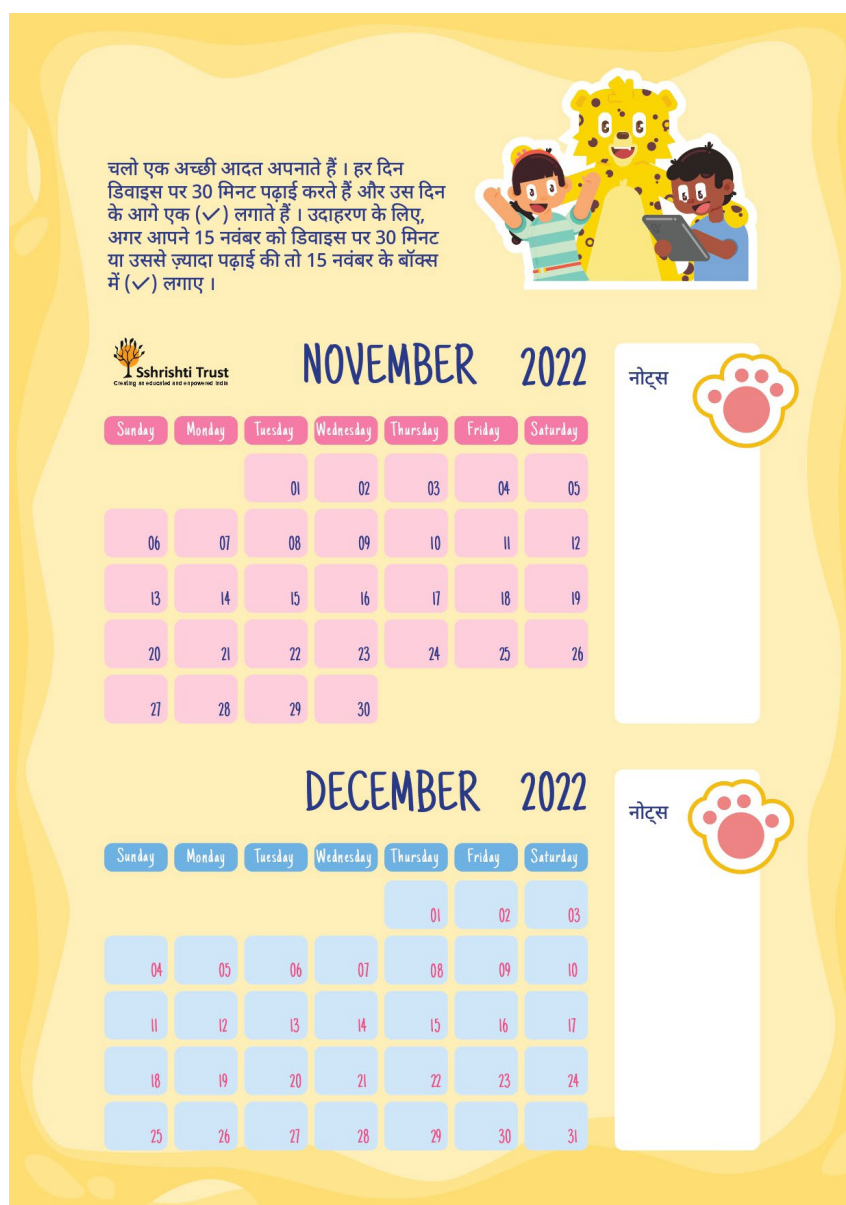 चलो एक अच्छी आदत अपनाते हैं । हर दिन
डिवाइस पर 30 मिनट पढ़ाई करते हैं और उस दिन
के आगे एक (✓) लगाते हैं । उदाहरण के लिए,
अगर आपने 15 नवंबर को डिवाइस पर 30 मिनट
या उससे ज़्यादा पढ़ाई की तो 15 नवंबर के बॉक्स
में (✓) लगाए ।
Sshrishti Trust
Creating an educated and empowered India
NOVEMBER 2022
नोट्स
Sunday Monday Tuesday Wednesday Thursday Friday Saturday
01 02 03 04 05
06 07 08 09 10 11 12
13 14 15 16 17 18 19
20 21 22 23 24 25 26
27 28 29 30
DECEMBER 2022
नोट्स
Sunday Monday Tuesday Wednesday Thursday Friday Saturday
01 02 03
04 05 06 07 08 09 10
11 12 13 14 15 16 17
18 19 20 21 22 23 24
25 26 27 28 29 30 31